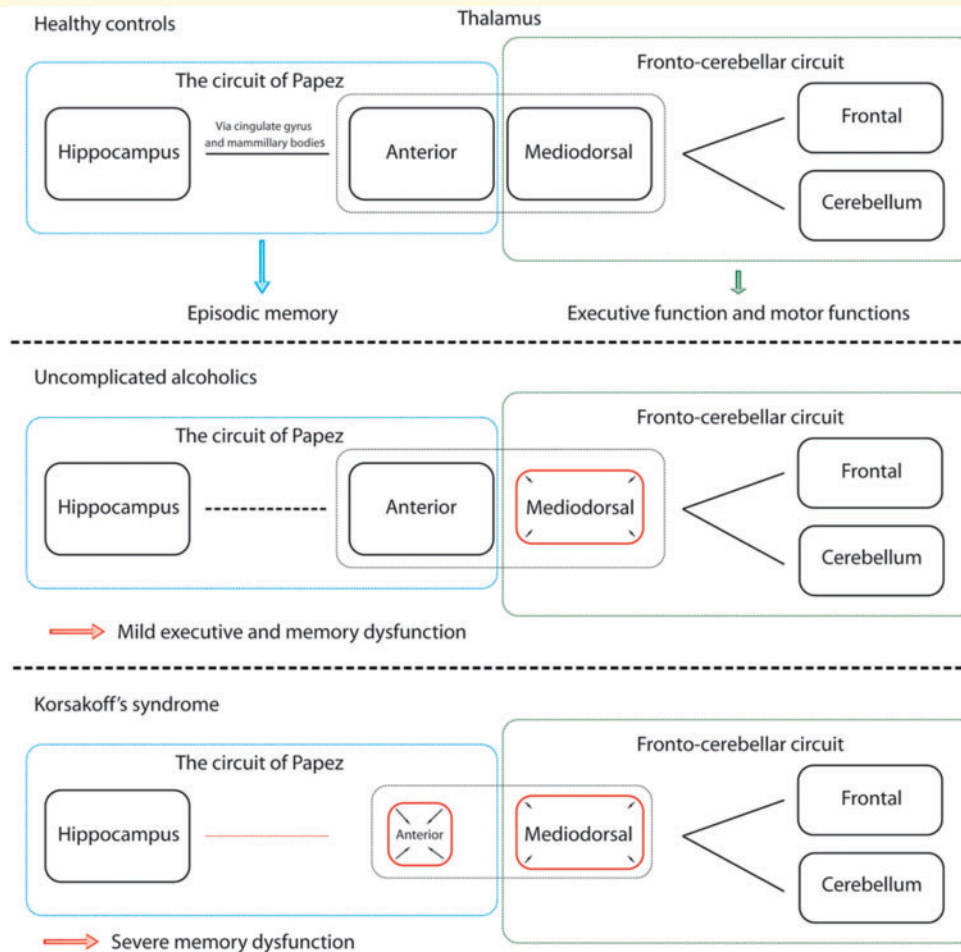 Thalamus
Healthy controls
The circuit of Papez
Fronto-cerebellar circuit
Hippocampus
Via cingulate gyrus
and mammillary bodies
Anterior
Mediodorsal
Frontal
Cerebellum
Episodic memory
Executive function and motor functions
Uncomplicated alcoholics
The circuit of Papez
Fronto-cerebellar circuit
Hippocampus
Anterior
Mediodorsal
Frontal
Cerebellum
Mild executive and memory dysfunction
Korsakoff's syndrome
The circuit of Papez
Fronto-cerebellar circuit
Hippocampus
Anterior
Mediodorsal
Frontal
Cerebellum
Severe memory dysfunction